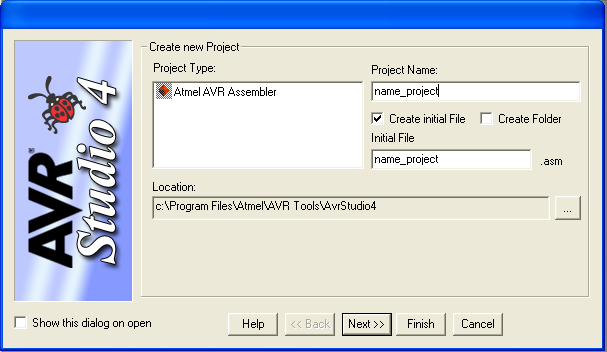 AVR®
Studio 4
Create new Project
Project Type:
Atmel AVR Assembler
Project Name:
name_project
Create initial File
Create Folder
Initial File
name_project
.asm
Location:
c:\Program Files\Atmel\AVR Tools\AvrStudio4
...
Show this dialog on open
Help
<< Back
Next >>
Finish
Cancel